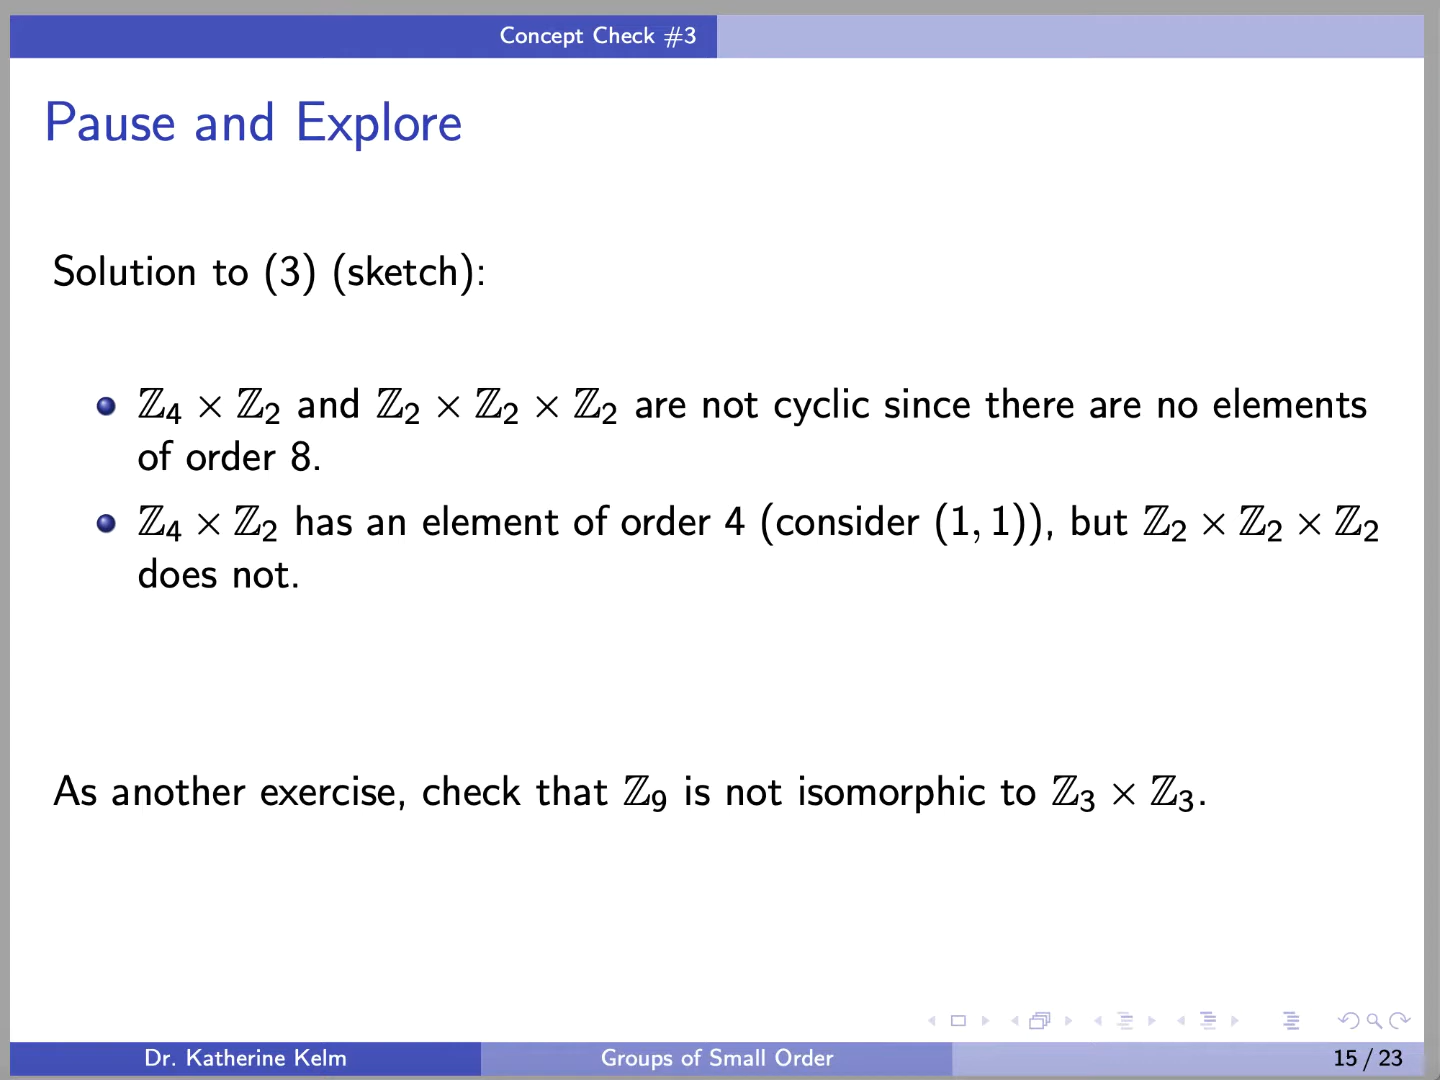 Concept Check #3
Pause and Explore
Solution to (3) (sketch):
ℤ₄ × ℤ₂ and ℤ₂ × ℤ₂ × ℤ₂ are not cyclic since there are no elements
of order 8.
ℤ₄ × ℤ₂ has an element of order 4 (consider (1, 1)), but ℤ₂ × ℤ₂ × ℤ₂
does not.
As another exercise, check that ℤ₉ is not isomorphic to ℤ₃ × ℤ₃.
Dr. Katherine Kelm Groups of Small Order 15 / 23